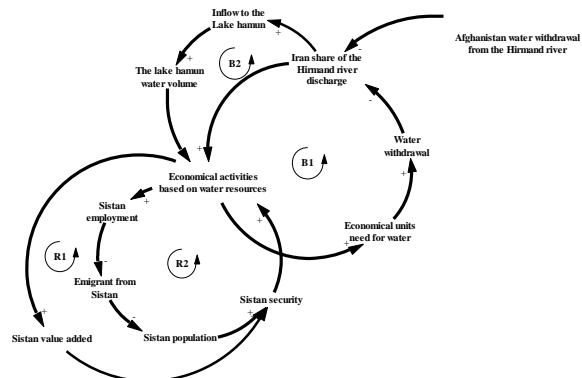 Inflow to the
Lake hamun
Afghanistan water withdrawal
from the Hirmand river
-
+
+
B2
Iran share of the
Hirmand river
discharge
The lake hamun
water volume
-
Water
withdrawal
+
+
B1
+
Economical activities
based on water resources
+
Sistan
employment
+
Economical units
need for water
+
R1
R2
-
Emigrant from
Sistan
Sistan security
+
+
-
Sistan value added
Sistan population